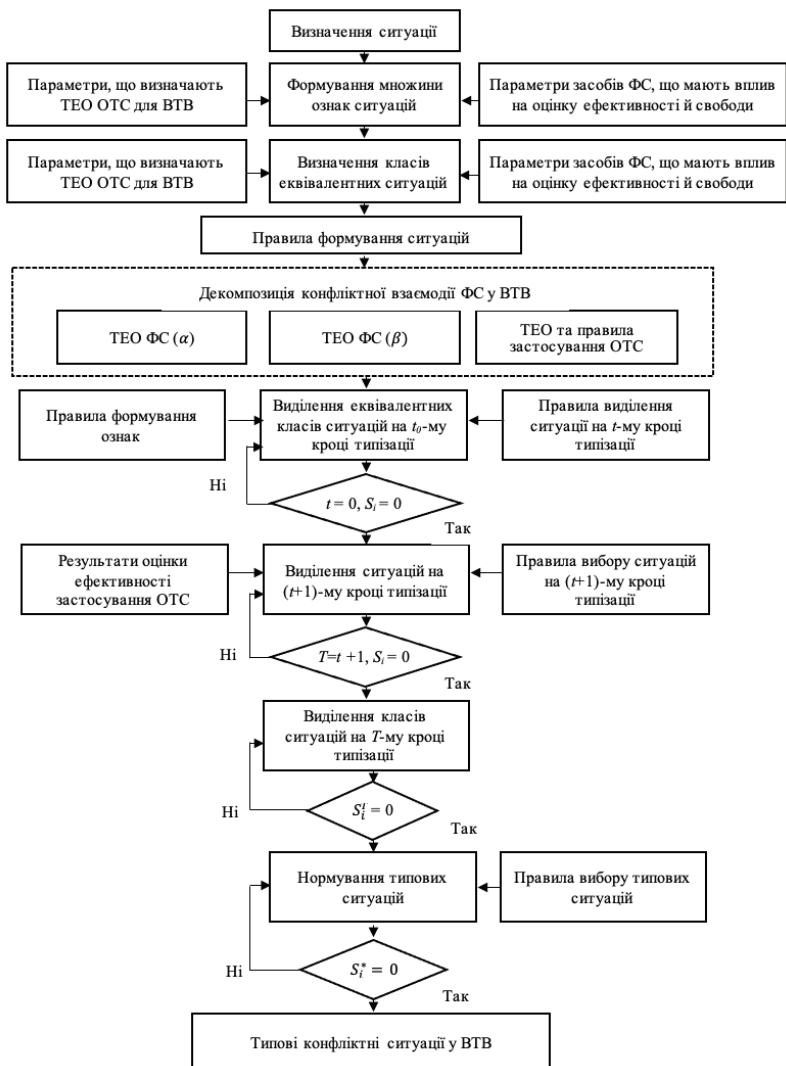 Визначення ситуації
Параметри, що визначають
ТЕО ОТС для ВТВ
Формування множини
ознак ситуацій
Параметри засобів ФС, що мають вплив
на оцінку ефективності й свободи
Параметри, що визначають
ТЕО ОТС для ВТВ
Визначення класів
еквівалентних ситуацій
Параметри засобів ФС, що мають вплив
на оцінку ефективності й свободи
Правила формування ситуацій
Декомпозиція конфліктної взаємодії ФС у ВТВ
ТЕО ФС (α)
ТЕО ФС (β)
ТЕО та правила
застосування ОТС
Правила формування
ознак
Виділення еквівалентних
класів ситуацій на t₀-му
кроці типізації
Правила виділення
ситуації на t-му кроці
типізації
Ні
t = 0, Sᵢ = 0
Так
Результати оцінки
ефективності
застосування ОТС
Виділення ситуацій на
(t+1)-му кроці типізації
Правила вибору ситуацій
на (t+1)-му кроці
типізації
Ні
T=t +1, Sᵢ = 0
Так
Виділення класів
ситуацій на T-му кроці
типізації
Ні
Sᵢ′ = 0
Так
Нормування типових
ситуацій
Правила вибору типових
ситуацій
Ні
Sᵢ* = 0
Так
Типові конфліктні ситуації у ВТВ